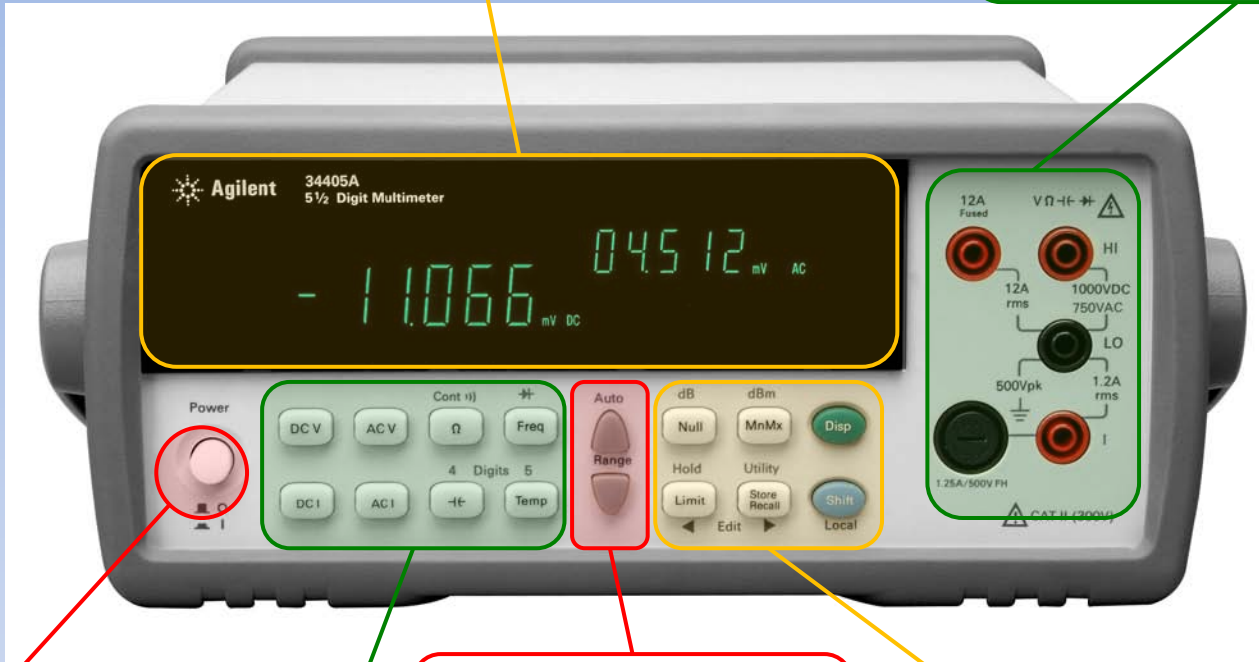 Agilent
34405A
5½ Digit Multimeter
04.512 mV AC
- 11.066 mV DC
12A
Fused
V Ω
HI
12A
rms
1000VDC
750VAC
LO
500Vpk
1.2A
rms
I
1.25A/500V FH
CAT II (300V)
Power
O
I
Cont
DC V
AC V
Ω
Freq
4 Digits 5
DC I
AC I
Temp
Auto
Range
dB
dBm
Null
MnMx
Disp
Hold
Utility
Limit
Store
Recall
Shift
Edit
Local